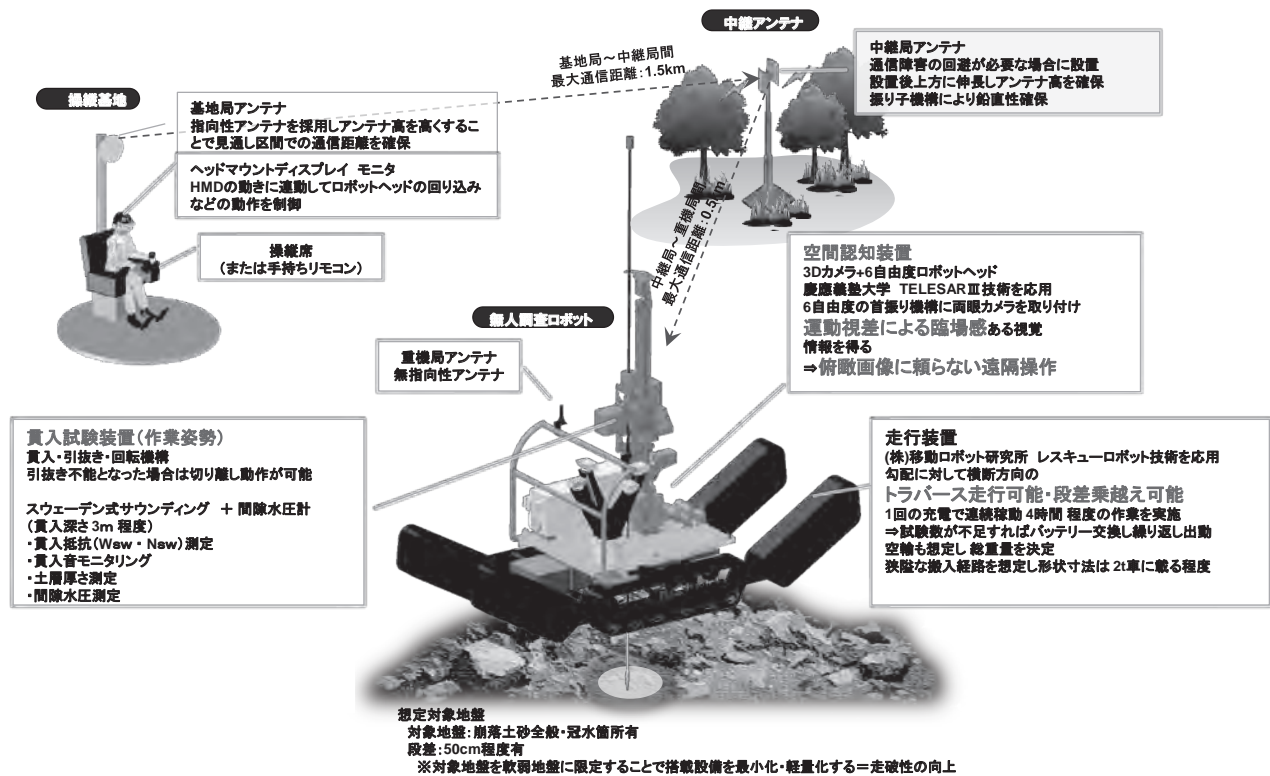 中継アンテナ
基地局～中継局間
最大通信距離：1.5km
中継局アンテナ
通信障害の回避が必要な場合に設置
設置後上方に伸長しアンテナ高を確保
振り子機構により鉛直性確保
操縦基地
基地局アンテナ
指向性アンテナを採用しアンテナ高を高くするこ
とで見通し区間での通信距離を確保
ヘッドマウントディスプレイ モニタ
HMDの動きに連動してロボットヘッドの回り込み
などの動作を制御
操縦席
（または手持ちリモコン）
中継局～重機局間
最大通信距離：0.5km
空間認知装置
3Dカメラ+6自由度ロボットヘッド
慶應義塾大学 TELESARⅢ技術を応用
6自由度の首振り機構に両眼カメラを取り付け
運動視差による臨場感ある視覚
情報を得る
⇒俯瞰画像に頼らない遠隔操作
無人調査ロボット
重機局アンテナ
無指向性アンテナ
貫入試験装置（作業姿勢）
貫入・引抜き・回転機構
引抜き不能となった場合は切り離し動作が可能
スウェーデン式サウンディング ＋ 間隙水圧計
（貫入深さ3m 程度）
・貫入抵抗（Wsw・Nsw）測定
・貫入音モニタリング
・土層厚さ測定
・間隙水圧測定
走行装置
(株)移動ロボット研究所 レスキューロボット技術を応用
勾配に対して横断方向の
トラバース走行可能・段差乗越え可能
1回の充電で連続稼動 4時間 程度の作業を実施
⇒試験数が不足すればバッテリー交換し繰り返し出動
空輸も想定し 総重量を決定
狭隘な搬入経路を想定し形状寸法は 2t車に載る程度
想定対象地盤
対象地盤：崩落土砂全般・冠水箇所有
段差：50cm程度有
※対象地盤を軟弱地盤に限定することで搭載設備を最小化・軽量化する＝走破性の向上